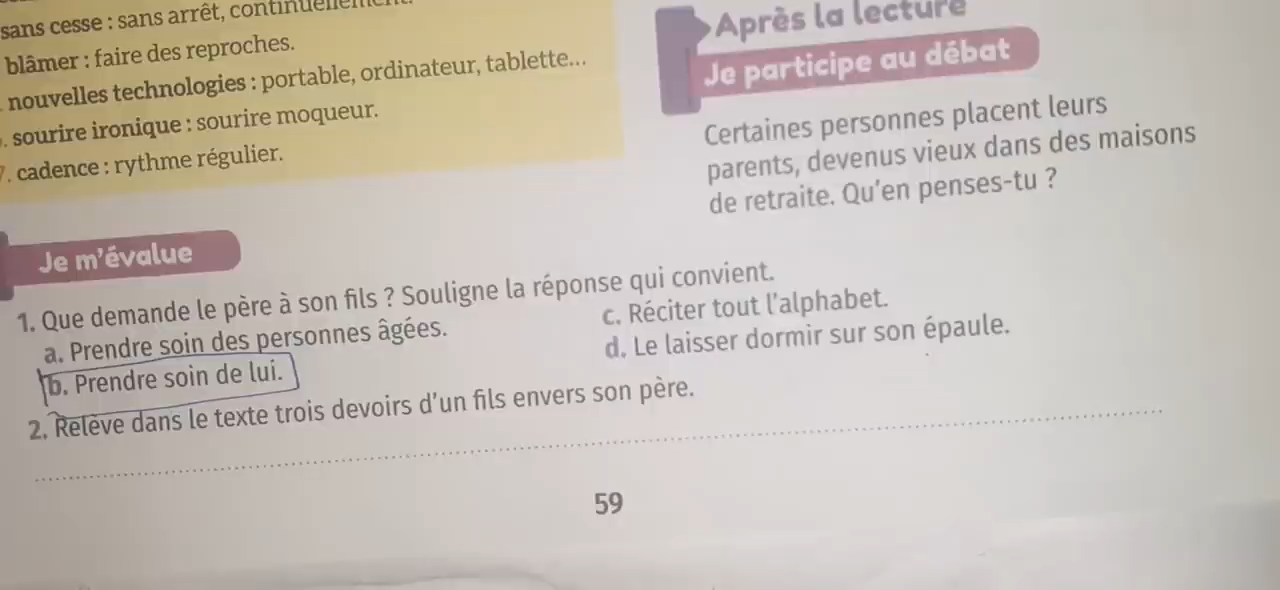 sans cesse : sans arrêt, continuellement.
blâmer : faire des reproches.
nouvelles technologies : portable, ordinateur, tablette...
sourire ironique : sourire moqueur.
7. cadence : rythme régulier.
Après la lecture
Je participe au débat
Certaines personnes placent leurs
parents, devenus vieux dans des maisons
de retraite. Qu'en penses-tu ?
Je m'évalue
1. Que demande le père à son fils ? Souligne la réponse qui convient.
a. Prendre soin des personnes âgées.
b. Prendre soin de lui.
c. Réciter tout l'alphabet.
d. Le laisser dormir sur son épaule.
2. Relève dans le texte trois devoirs d'un fils envers son père.
59